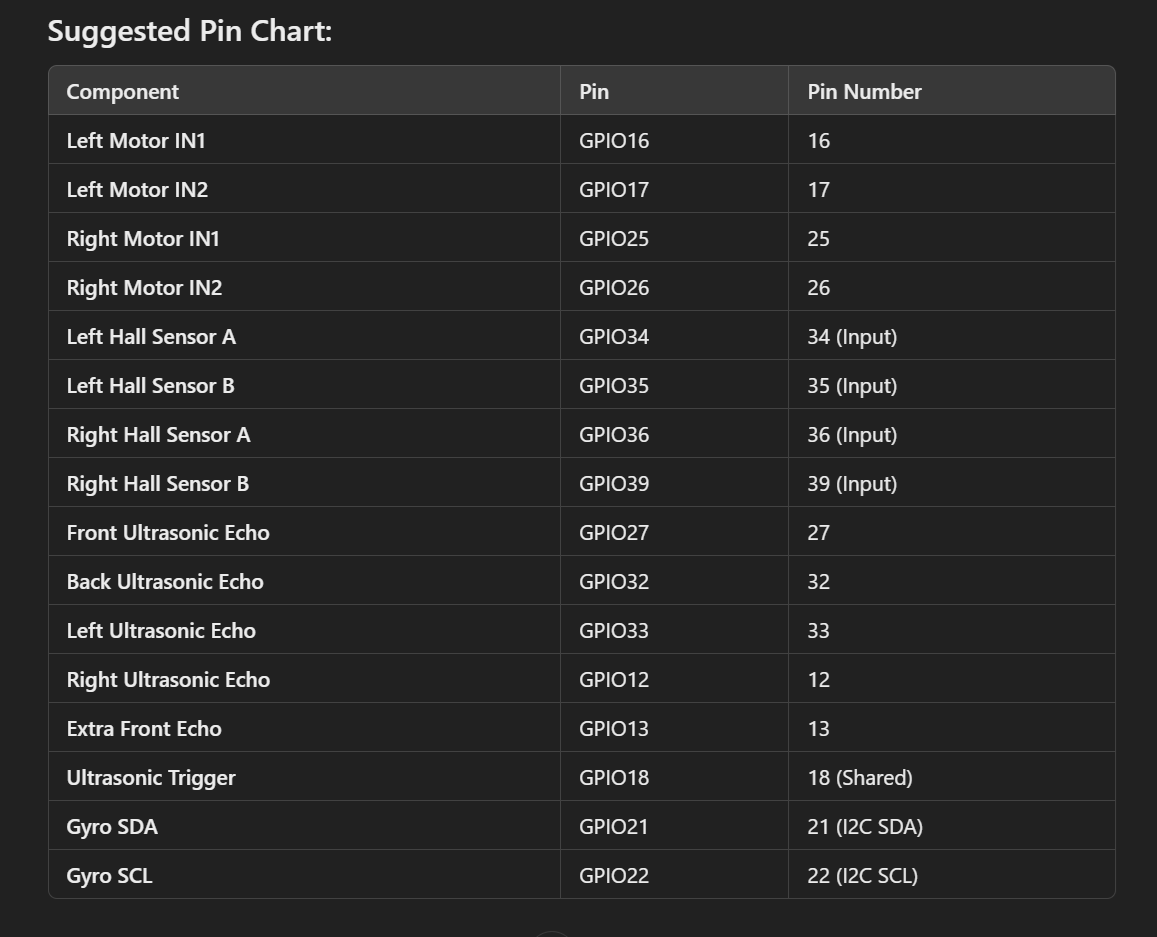 Suggested Pin Chart:
Component Pin Pin Number
Left Motor IN1 GPIO16 16
Left Motor IN2 GPIO17 17
Right Motor IN1 GPIO25 25
Right Motor IN2 GPIO26 26
Left Hall Sensor A GPIO34 34 (Input)
Left Hall Sensor B GPIO35 35 (Input)
Right Hall Sensor A GPIO36 36 (Input)
Right Hall Sensor B GPIO39 39 (Input)
Front Ultrasonic Echo GPIO27 27
Back Ultrasonic Echo GPIO32 32
Left Ultrasonic Echo GPIO33 33
Right Ultrasonic Echo GPIO12 12
Extra Front Echo GPIO13 13
Ultrasonic Trigger GPIO18 18 (Shared)
Gyro SDA GPIO21 21 (I2C SDA)
Gyro SCL GPIO22 22 (I2C SCL)